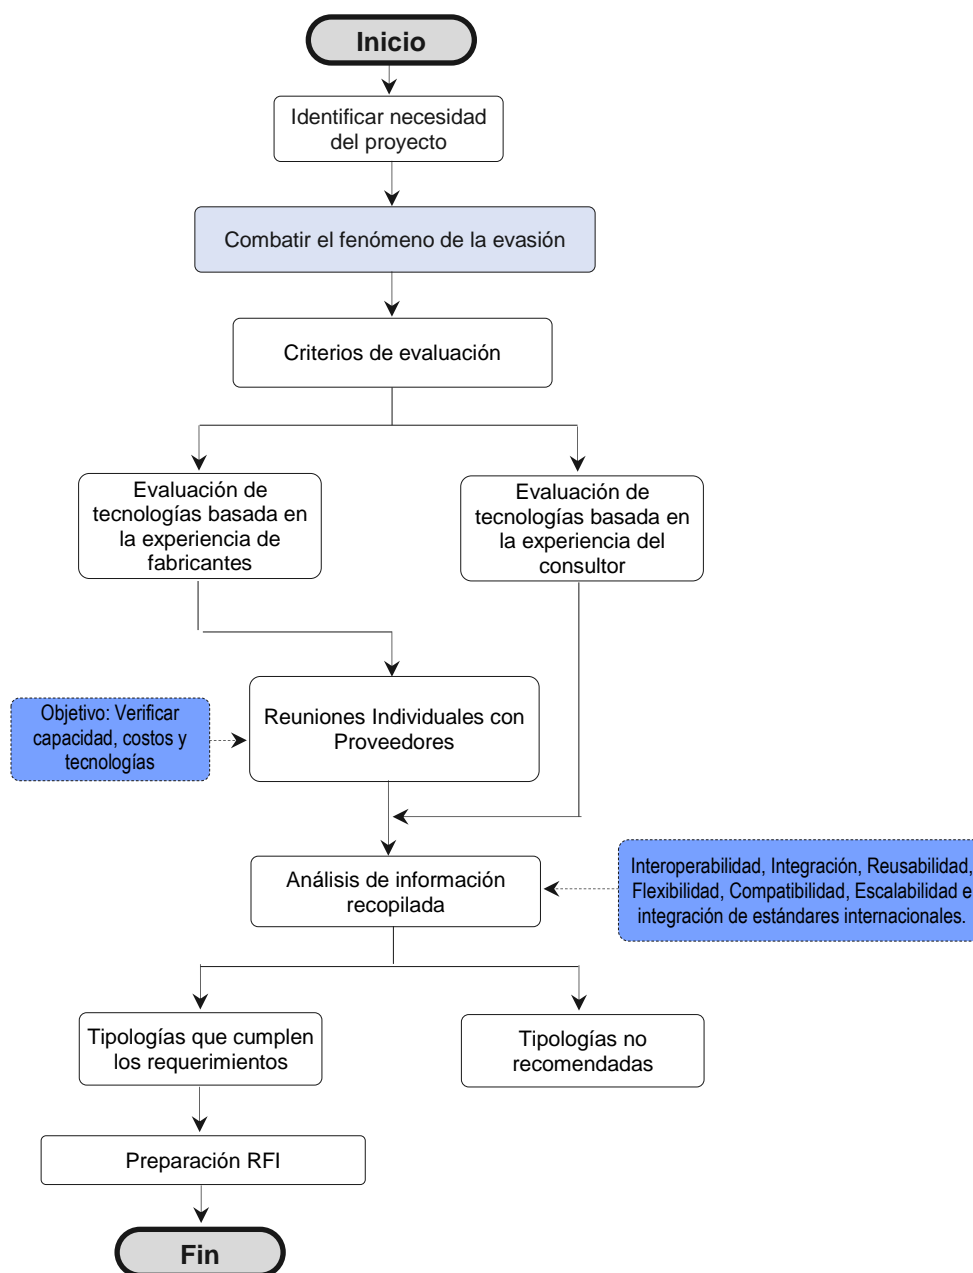 Inicio
Identificar necesidad
del proyecto
Combatir el fenómeno de la evasión
Criterios de evaluación
Evaluación de
tecnologías basada en
la experiencia de
fabricantes
Evaluación de
tecnologías basada en
la experiencia del
consultor
Objetivo: Verificar
capacidad, costos y
tecnologías
Reuniones Individuales con
Proveedores
Análisis de información
recopilada
Interoperabilidad, Integración, Reusabilidad,
Flexibilidad, Compatibilidad, Escalabilidad e
integración de estándares internacionales.
Tipologías que cumplen
los requerimientos
Tipologías no
recomendadas
Preparación RFI
Fin